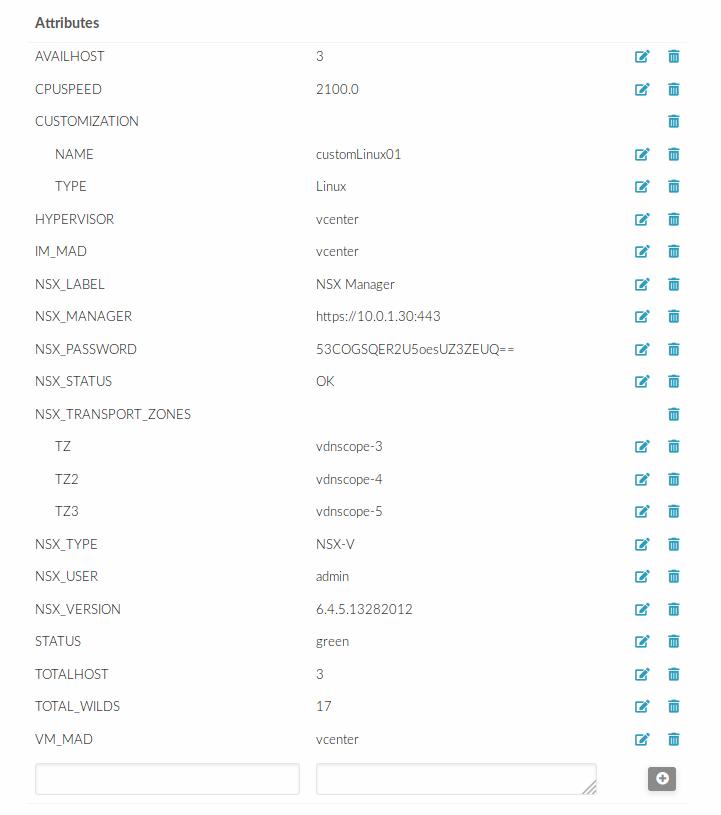 Attributes
AVAILHOST 3
CPUSPEED 2100.0
CUSTOMIZATION
NAME customLinux01
TYPE Linux
HYPERVISOR vcenter
IM_MAD vcenter
NSX_LABEL NSX Manager
NSX_MANAGER https://10.0.1.30:443
NSX_PASSWORD 53COGSQER2U5oesUZ3ZEUQ==
NSX_STATUS OK
NSX_TRANSPORT_ZONES
TZ vdnscope-3
TZ2 vdnscope-4
TZ3 vdnscope-5
NSX_TYPE NSX-V
NSX_USER admin
NSX_VERSION 6.4.5.13282012
STATUS green
TOTALHOST 3
TOTAL_WILDS 17
VM_MAD vcenter